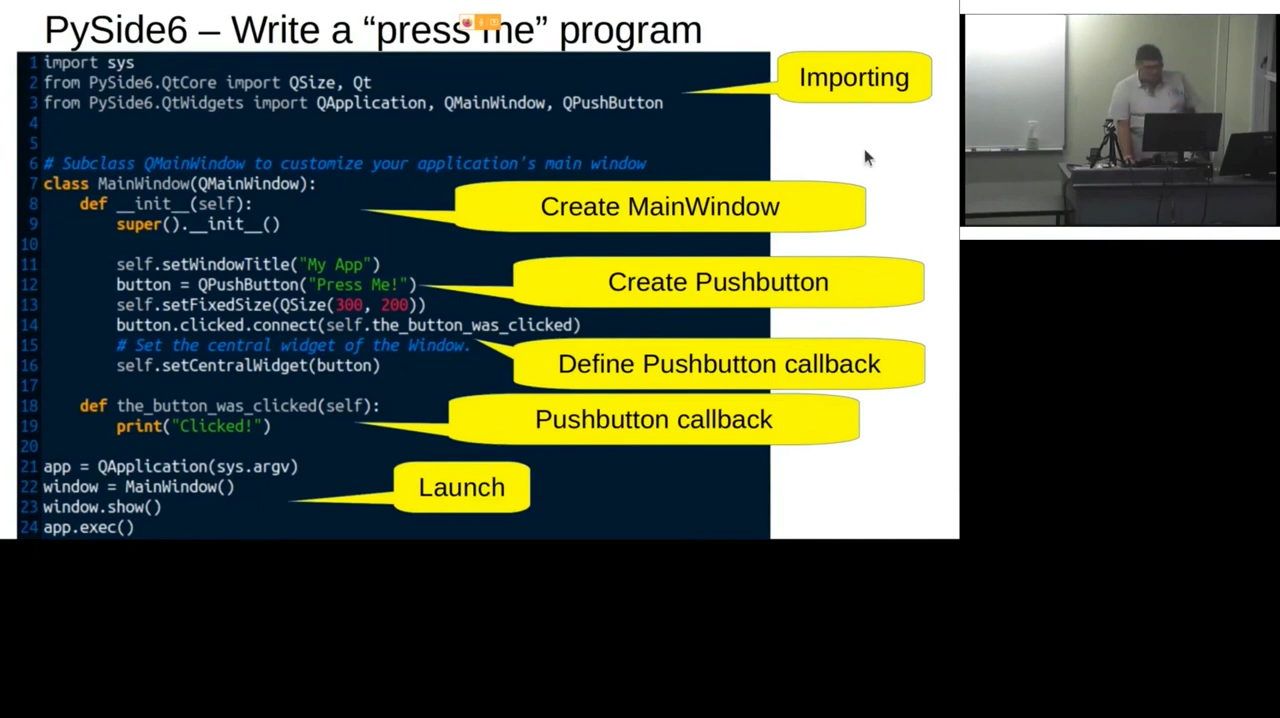 PySide6 – Write a “press me” program
1 import sys
2 from PySide6.QtCore import QSize, Qt
3 from PySide6.QtWidgets import QApplication, QMainWindow, QPushButton
4
5
6 # Subclass QMainWindow to customize your application's main window
7 class MainWindow(QMainWindow):
8     def __init__(self):
9         super().__init__()
10
11         self.setWindowTitle("My App")
12         button = QPushButton("Press Me!")
13         self.setFixedSize(QSize(300, 200))
14         button.clicked.connect(self.the_button_was_clicked)
15         # Set the central widget of the Window.
16         self.setCentralWidget(button)
17
18     def the_button_was_clicked(self):
19         print("Clicked!")
20
21 app = QApplication(sys.argv)
22 window = MainWindow()
23 window.show()
24 app.exec()
Importing
Create MainWindow
Create Pushbutton
Define Pushbutton callback
Pushbutton callback
Launch